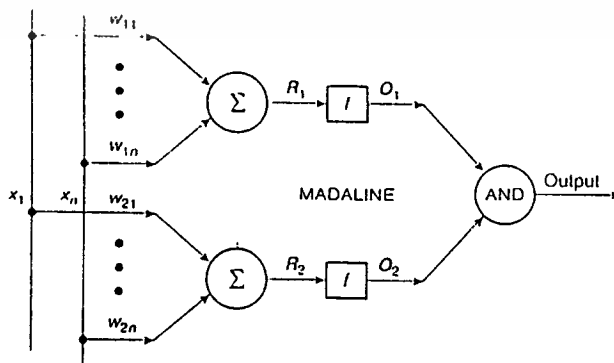 w11
Σ
R1
f
O1
w1n
x1
xn
w21
MADALINE
AND
Output
Σ
R2
f
O2
w2n